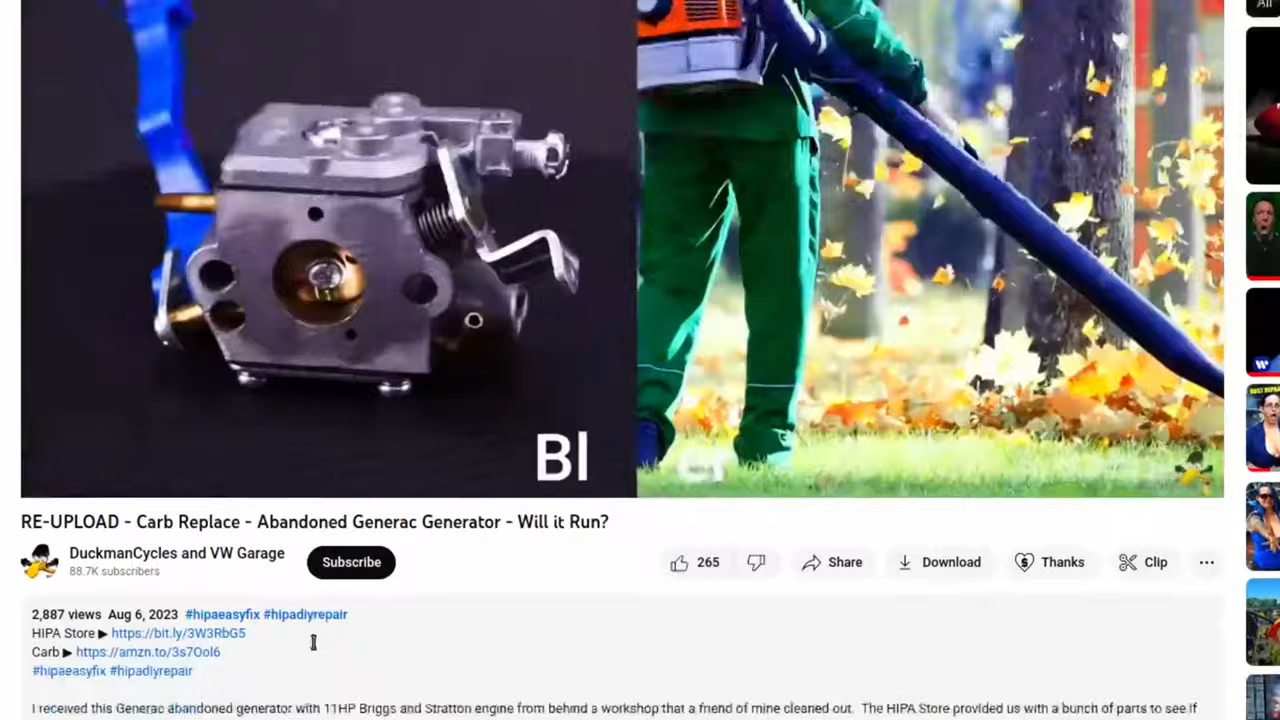 All
Bl
RE-UPLOAD - Carb Replace - Abandoned Generac Generator - Will it Run?
DuckmanCycles and VW Garage
88.7K subscribers
Subscribe
265
Share
Download
Thanks
Clip
2,887 views Aug 6, 2023 #hipaeasyfix #hipadiyrepair
HIPA Store ▶ https://bit.ly/3W3RbG5
Carb ▶ https://amzn.to/3s7Ool6
#hipaeasyfix #hipadiyrepair
I received this Generac abandoned generator with 11HP Briggs and Stratton engine from behind a workshop that a friend of mine cleaned out. The HIPA Store provided us with a bunch of parts to see if